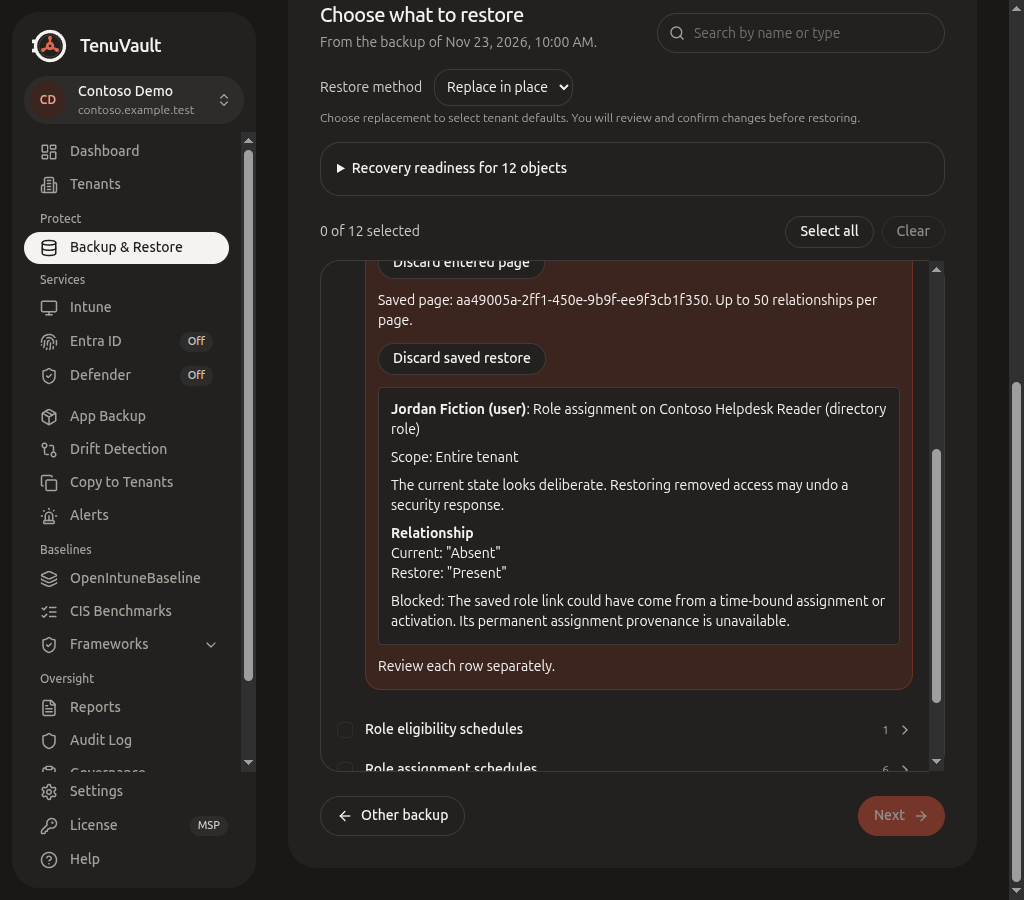 TenuVault
CD
Contoso Demo
contoso.example.test
Dashboard
Tenants
Protect
Backup & Restore
Services
Intune
Entra ID
Off
Defender
Off
App Backup
Drift Detection
Copy to Tenants
Alerts
Baselines
OpenIntuneBaseline
CIS Benchmarks
Frameworks
Oversight
Reports
Audit Log
Governance
Settings
License
MSP
Help
Choose what to restore
From the backup of Nov 23, 2026, 10:00 AM.
Search by name or type
Restore method
Replace in place
Choose replacement to select tenant defaults. You will review and confirm changes before restoring.
Recovery readiness for 12 objects
0 of 12 selected
Select all
Clear
Discard entered page
Saved page: aa49005a-2ff1-450e-9b9f-ee9f3cb1f350. Up to 50 relationships per
page.
Discard saved restore
Jordan Fiction (user): Role assignment on Contoso Helpdesk Reader (directory
role)
Scope: Entire tenant
The current state looks deliberate. Restoring removed access may undo a
security response.
Relationship
Current: "Absent"
Restore: "Present"
Blocked: The saved role link could have come from a time-bound assignment or
activation. Its permanent assignment provenance is unavailable.
Review each row separately.
Role eligibility schedules
1
Role assignment schedules
6
Other backup
Next